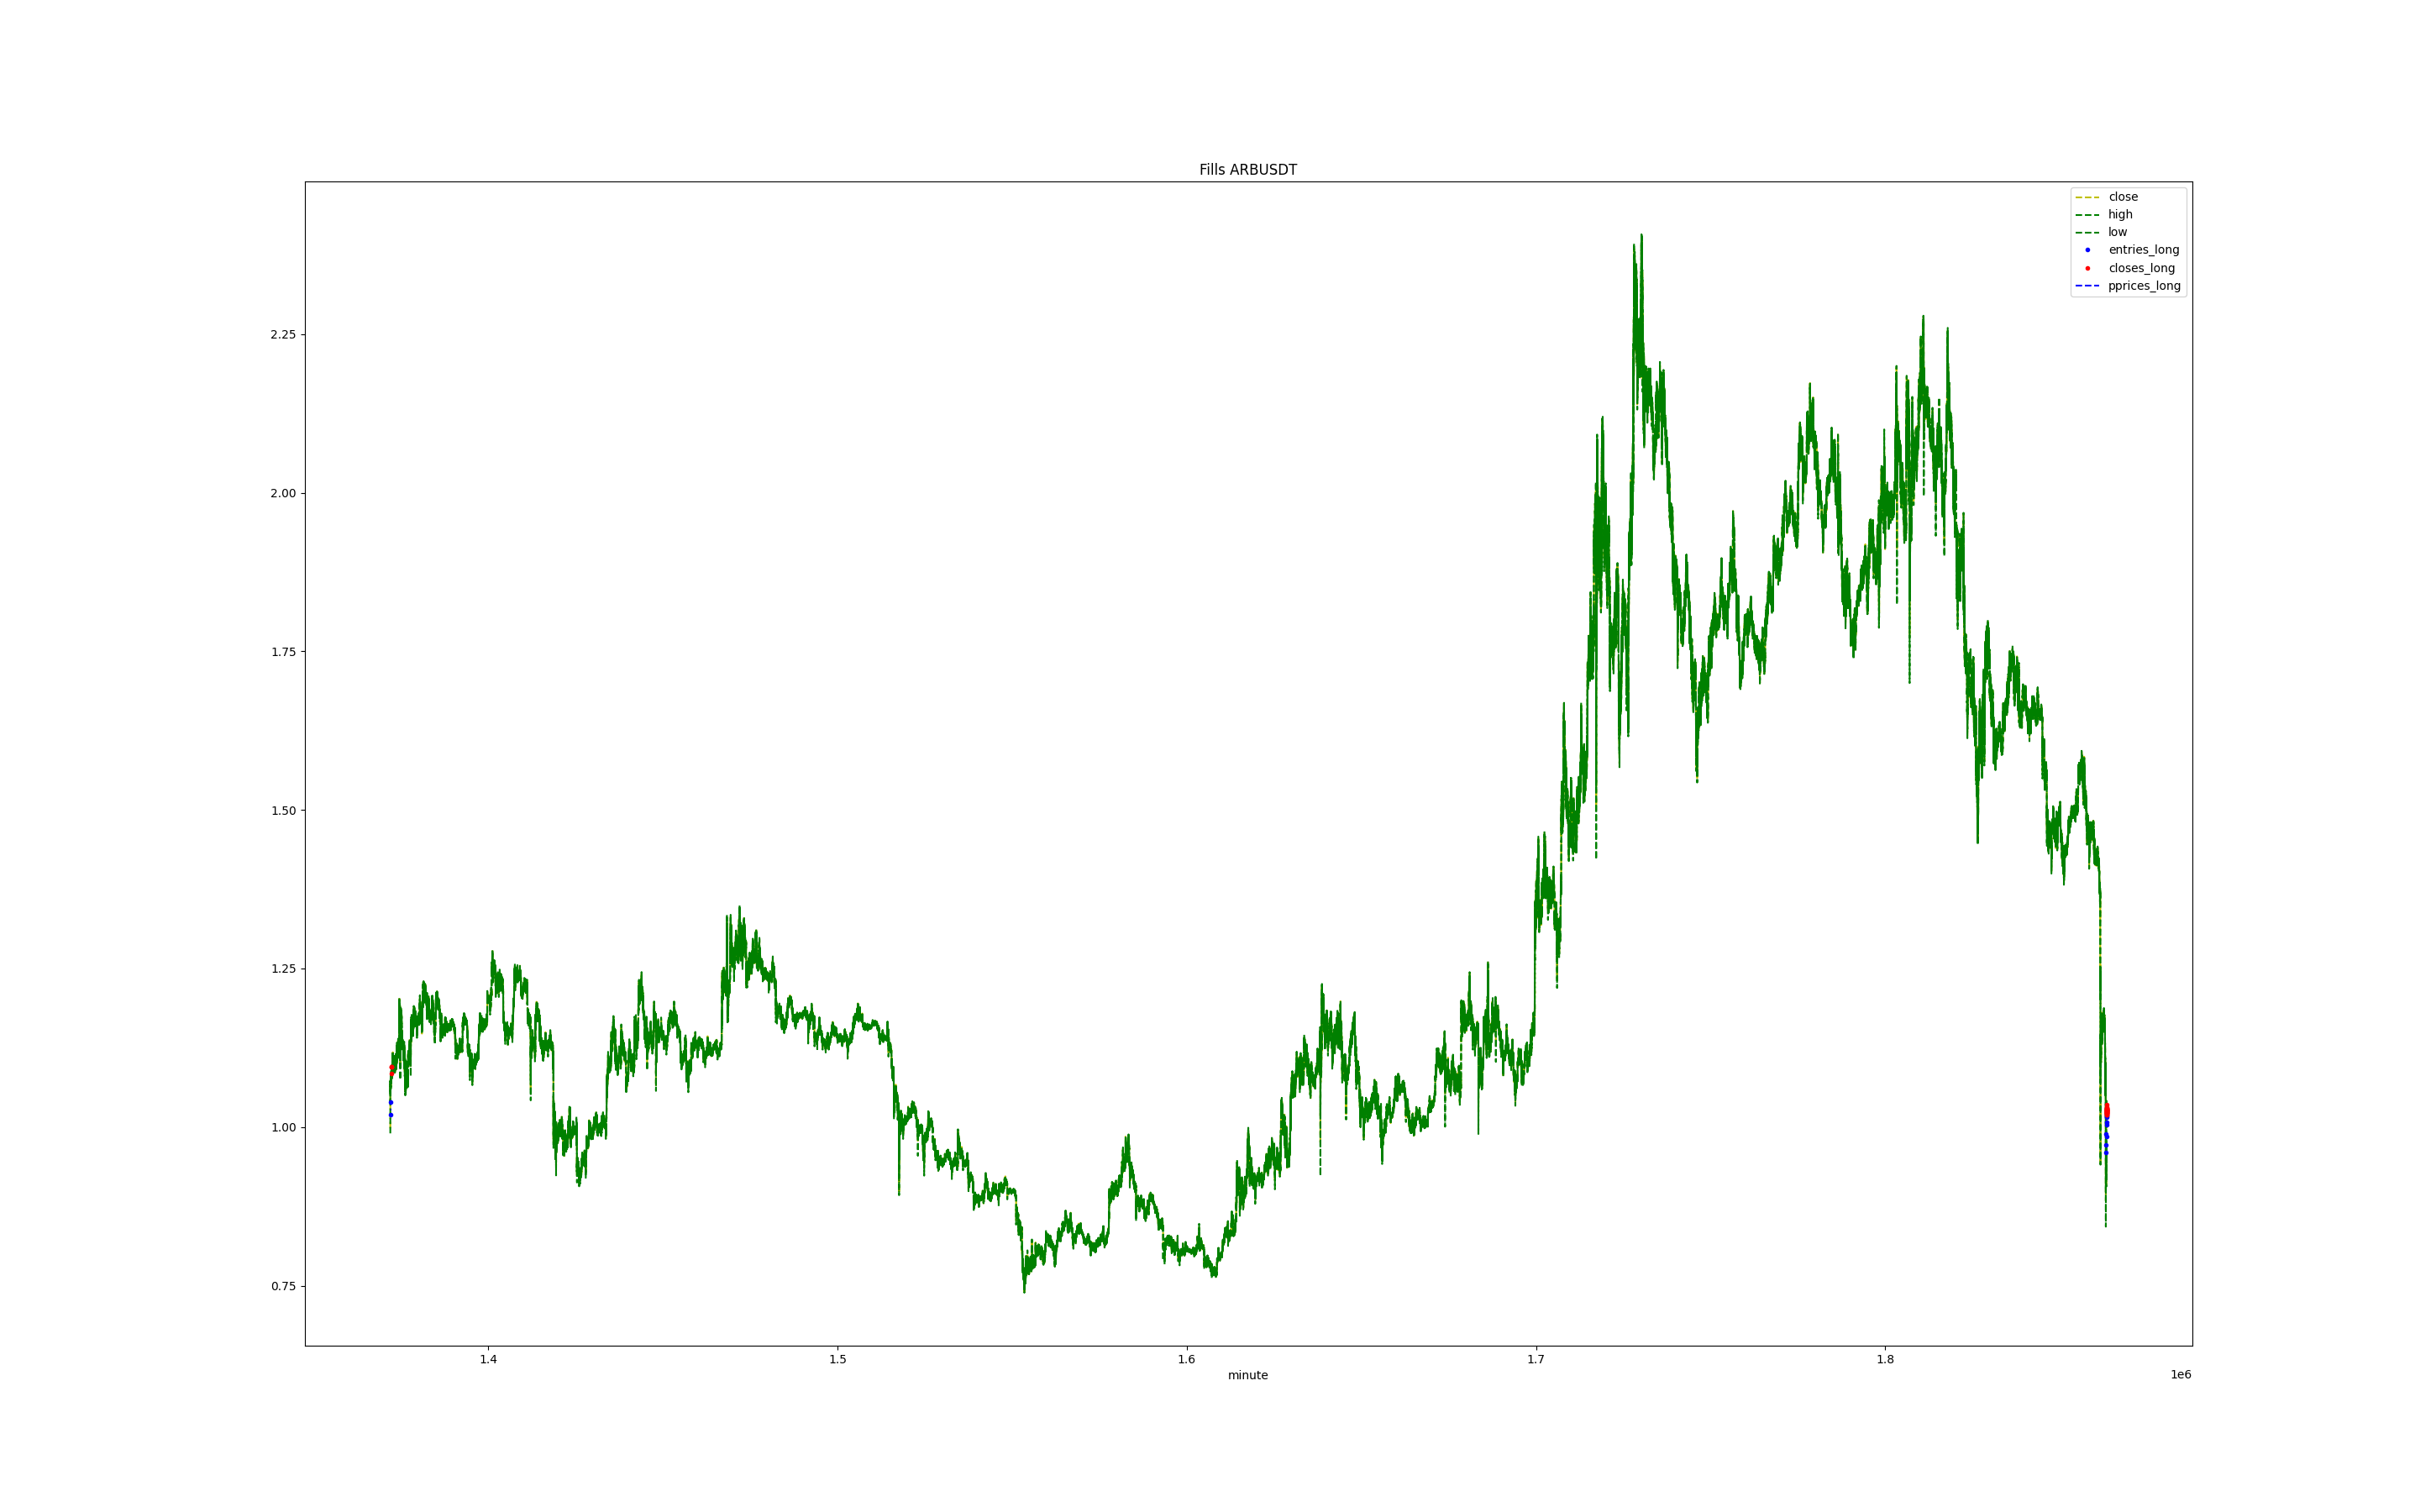 Fills ARBUSDT
close
high
low
entries_long
closes_long
pprices_long
2.25
2.00
1.75
1.50
1.25
1.00
0.75
1.4
1.5
1.6
1.7
1.8
minute
1e6